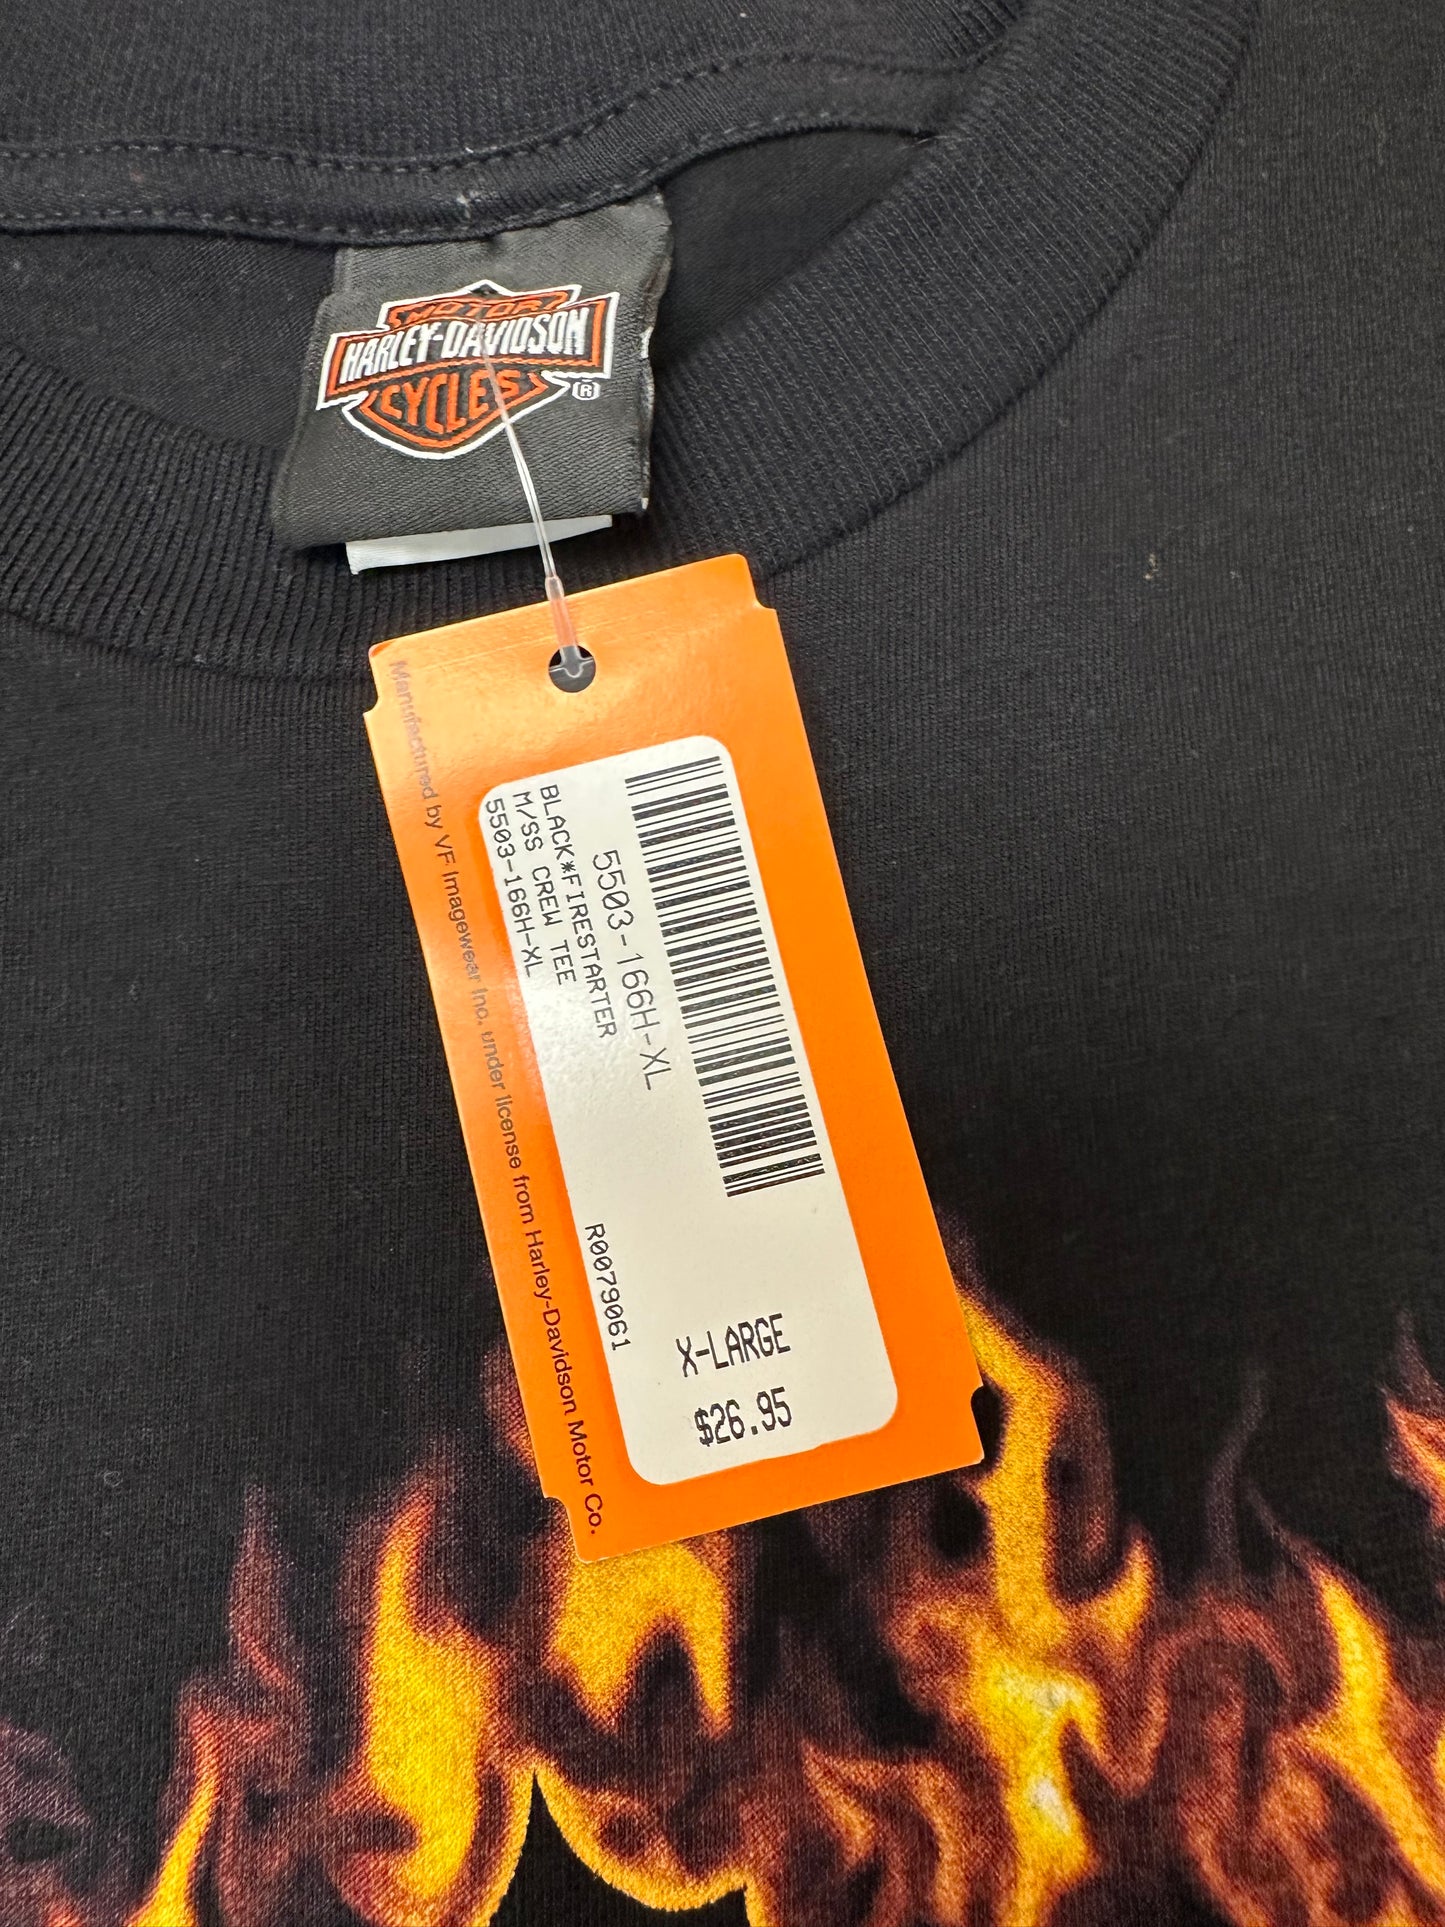 MOTOR
HARLEY-DAVIDSON
CYCLES
®
Manufactured by VF Imagewear Inc. under license from Harley-Davidson Motor Co.
5503-166H-XL
BLACK*FIRESTARTER
M/SS CREW TEE
5503-166H-XL
R0079061
X-LARGE
$26.95